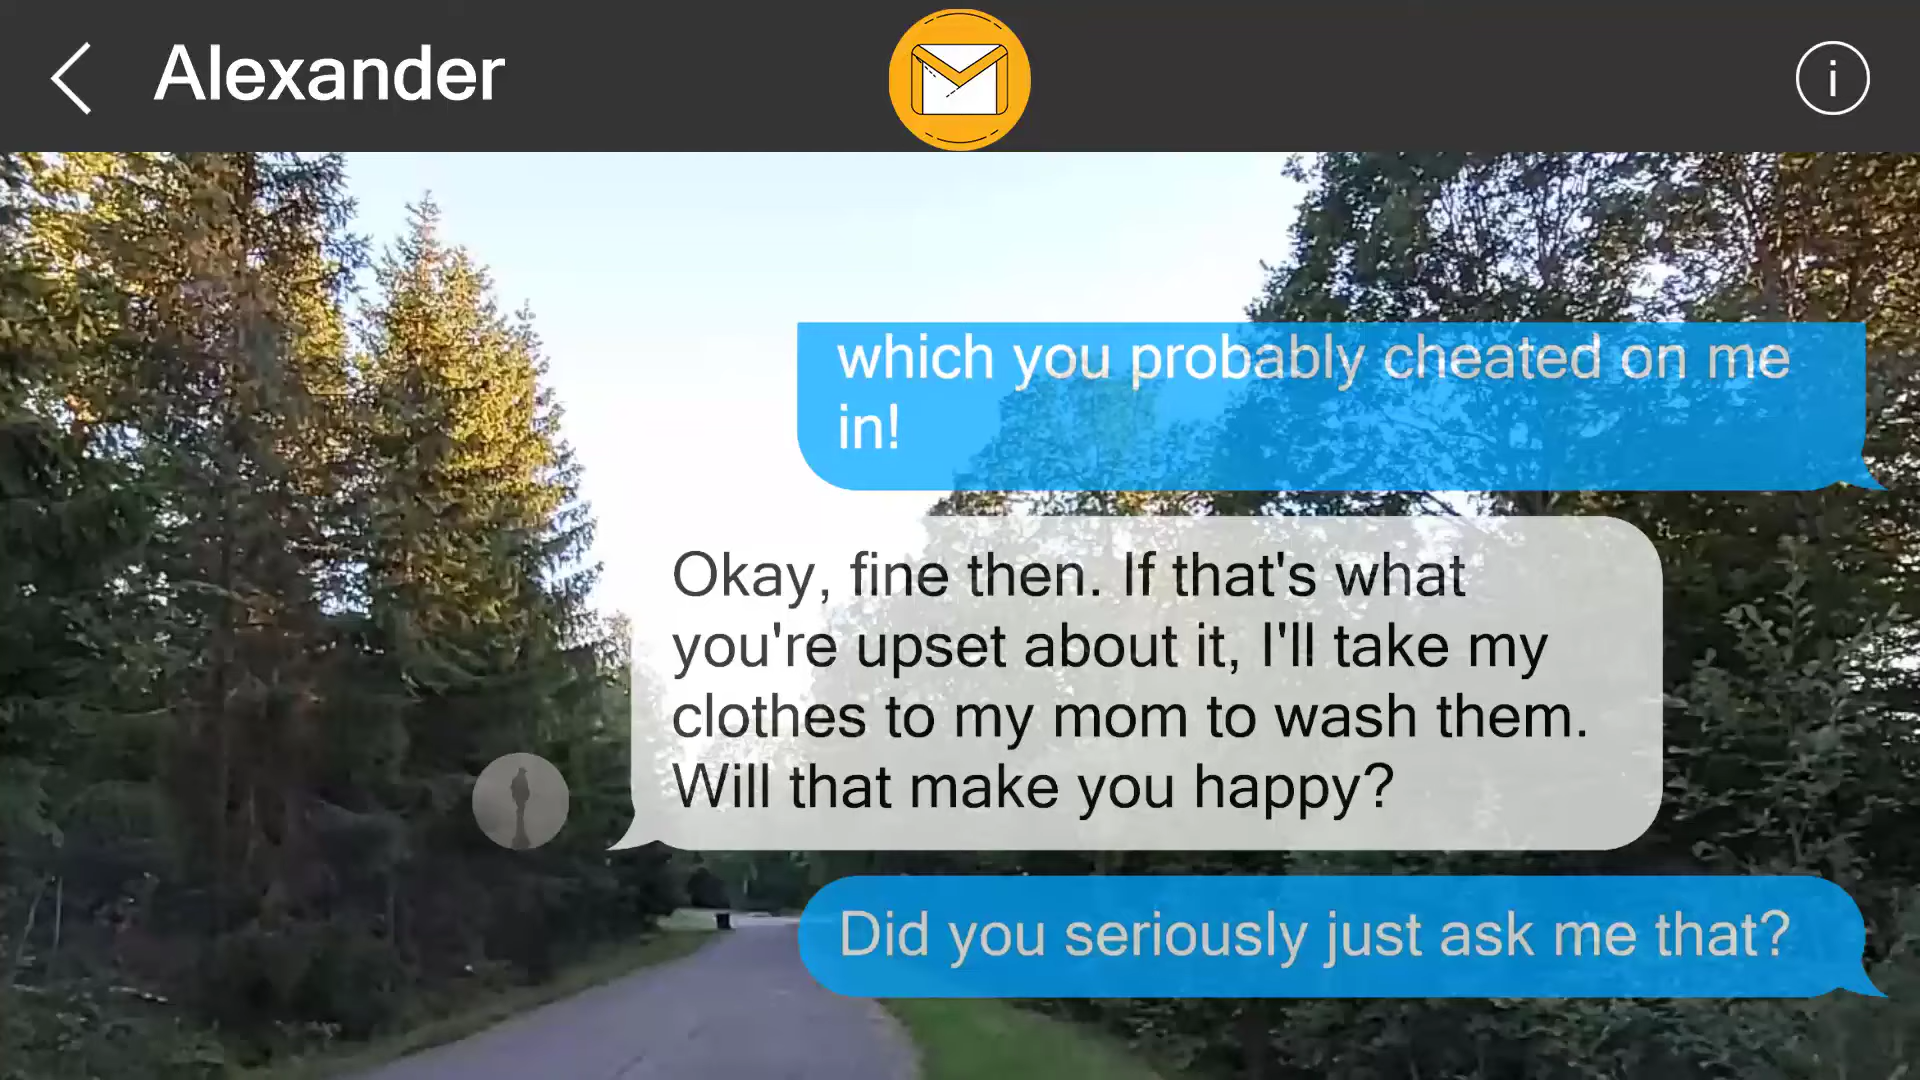 Alexander
which you probably cheated on me
in!
Okay, fine then. If that's what
you're upset about it, I'll take my
clothes to my mom to wash them.
Will that make you happy?
Did you seriously just ask me that?